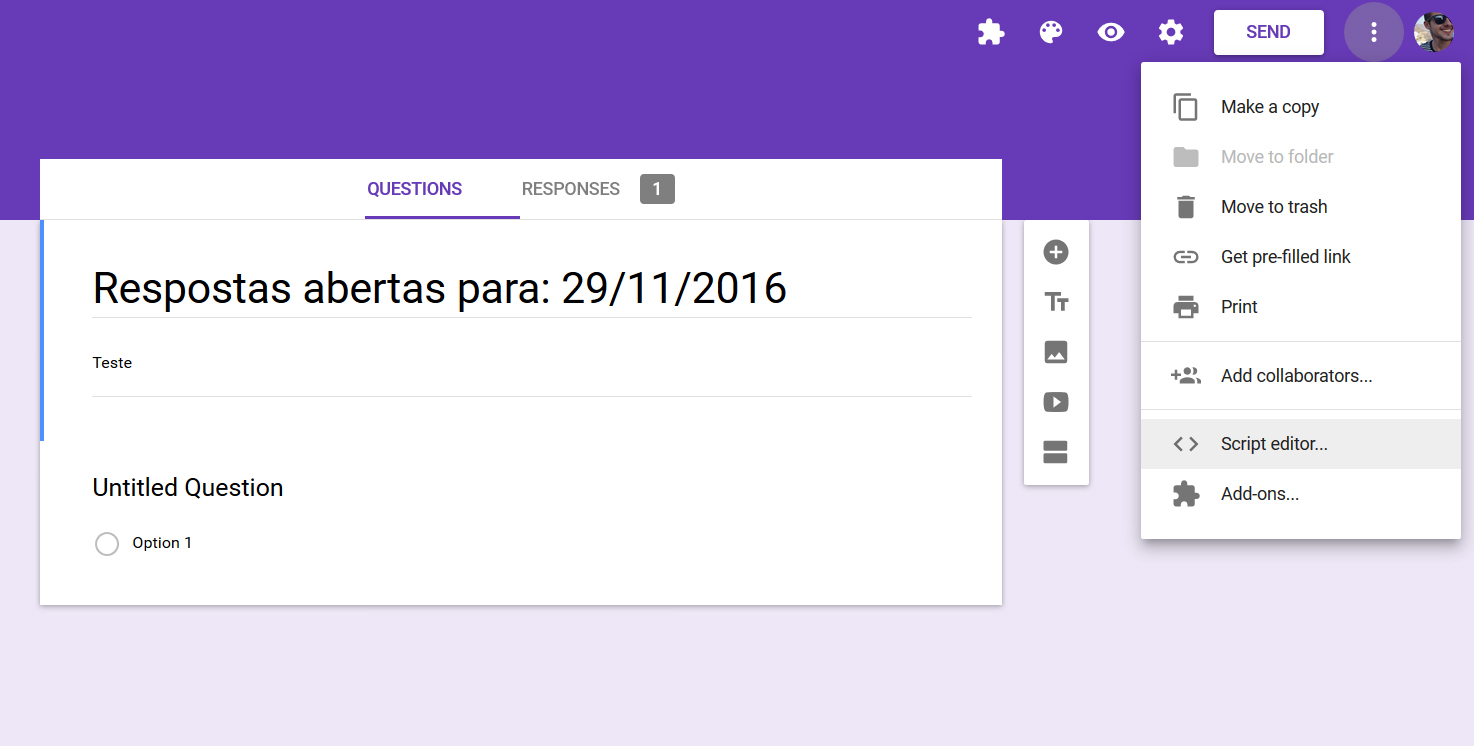 SEND
Make a copy
Move to folder
Move to trash
Get pre-filled link
Print
Add collaborators...
Script editor...
Add-ons...
QUESTIONS
RESPONSES 1
Respostas abertas para: 29/11/2016
Teste
Untitled Question
Option 1